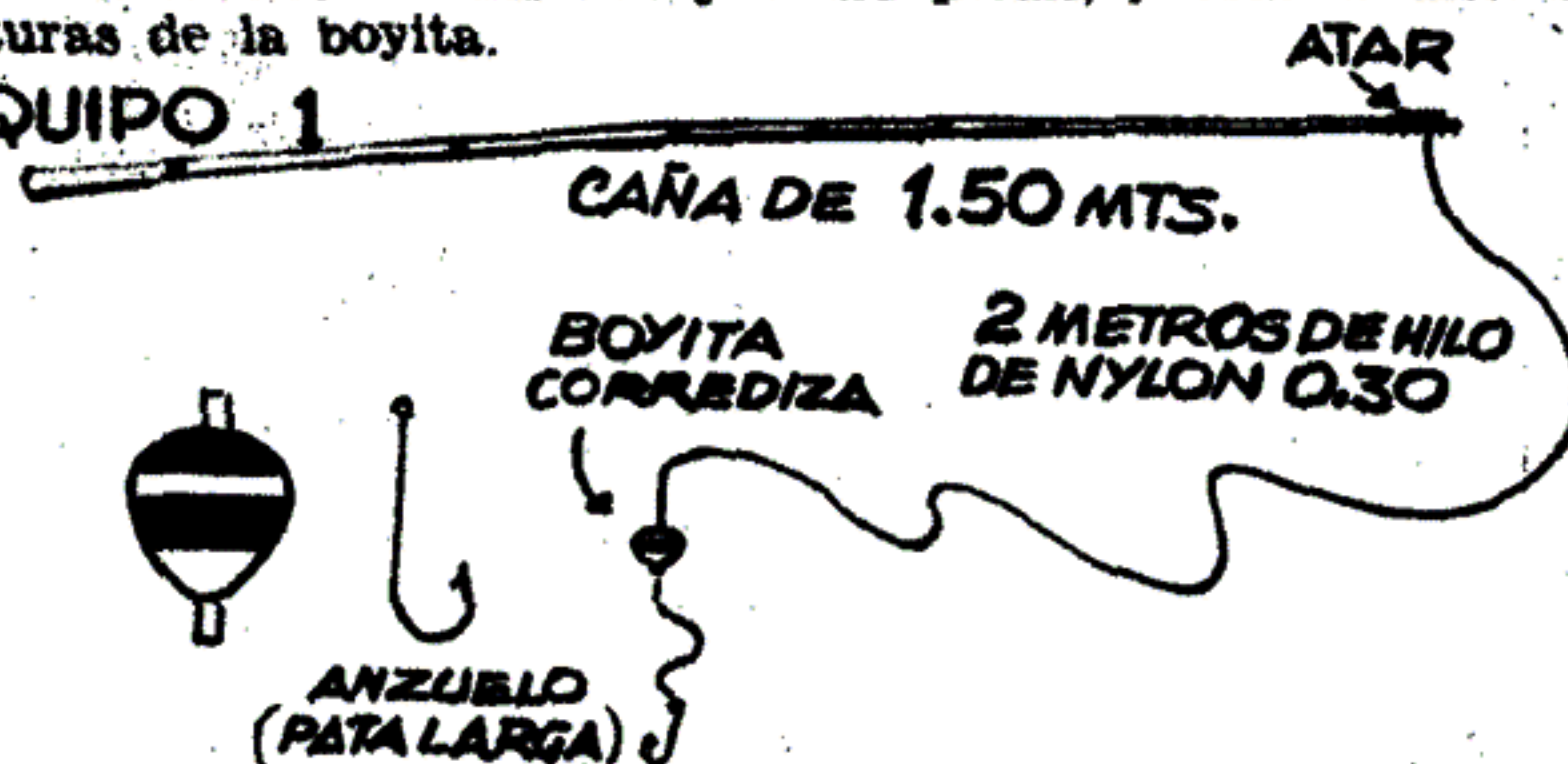 turas de la boyita.
QUIPO 1
ATAR
CAÑA DE 1.50 MTS.
BOYITA
CORREDIZA
2 METROS DE HILO
DE NYLON 0.30
ANZUELO
(PATA LARGA)